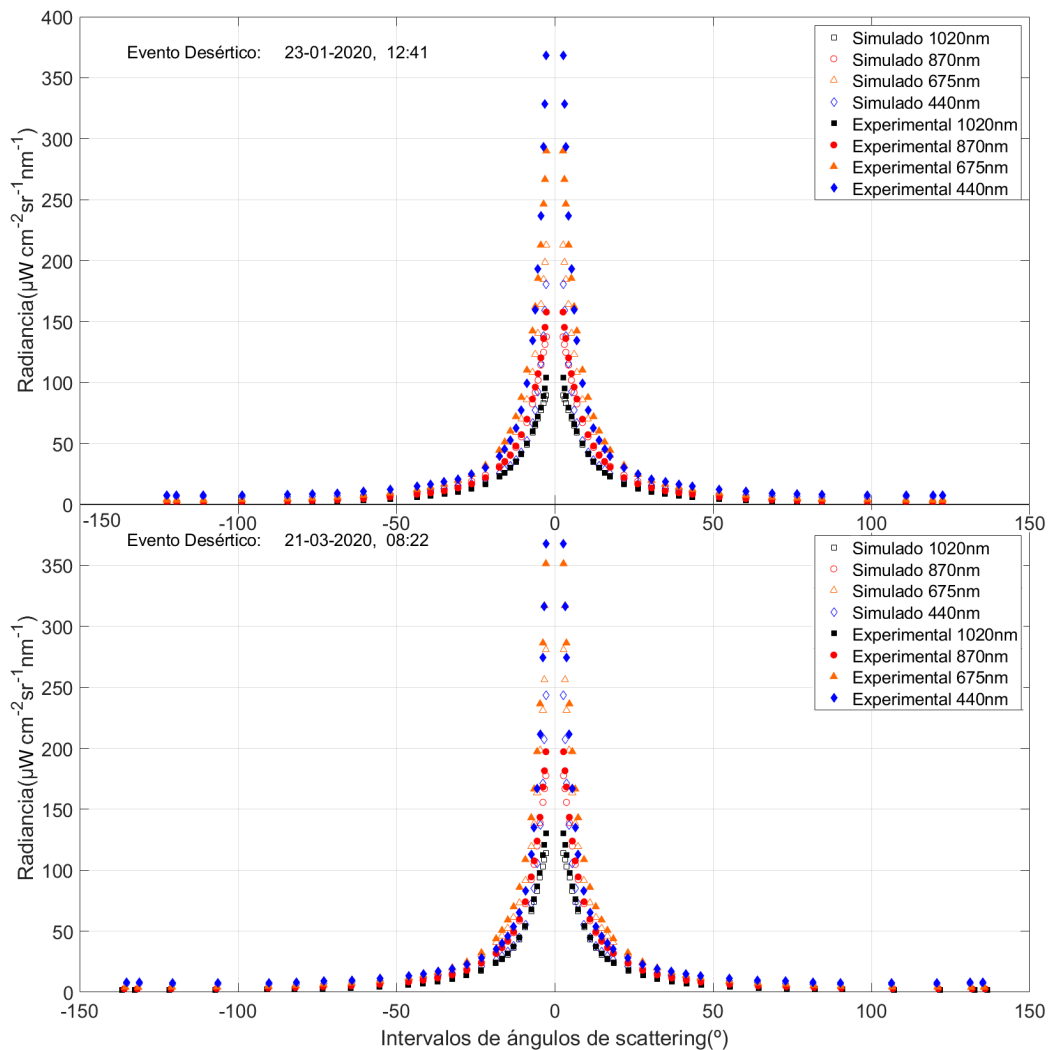 400
350
300
250
200
150
100
50
0
Radiancia(µW cm-2sr-1nm-1)
Evento Desértico: 23-01-2020, 12:41
Simulado 1020nm
Simulado 870nm
Simulado 675nm
Simulado 440nm
Experimental 1020nm
Experimental 870nm
Experimental 675nm
Experimental 440nm
-150 -100 -50 0 50 100 150
Evento Desértico: 21-03-2020, 08:22
350
300
250
200
150
100
50
0
Radiancia(µW cm-2sr-1nm-1)
Simulado 1020nm
Simulado 870nm
Simulado 675nm
Simulado 440nm
Experimental 1020nm
Experimental 870nm
Experimental 675nm
Experimental 440nm
-150 -100 -50 0 50 100 150
Intervalos de ángulos de scattering(º)